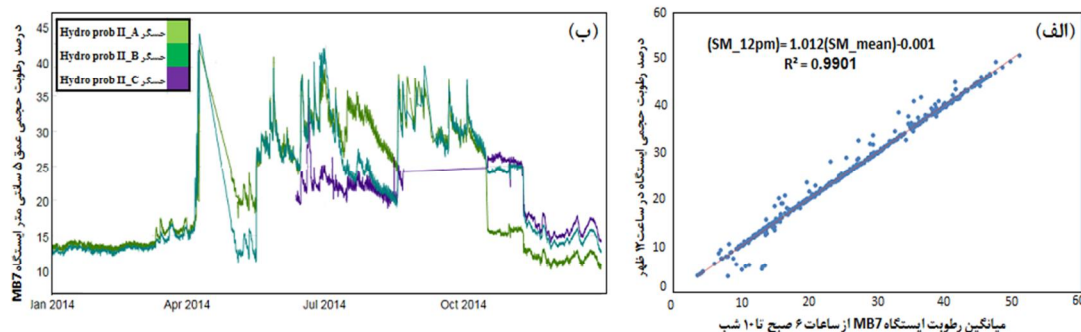 (الف)
(SM_12pm)= 1.012(SM_mean)-0.001
R² = 0.9901
درصد رطوبت حجمی ایستگاه در ساعت ۱۲ ظهر
60
50
40
30
20
10
0
0 10 20 30 40 50 60
میانگین رطوبت ایستگاه MB7 از ساعات ۶ صبح تا ۱۰ شب
(ب)
حسگر Hydro prob II_A
حسگر Hydro prob II_B
حسگر Hydro prob II_C
درصد رطوبت حجمی عمق ۵ سانتی متدر ایستگاه MB7
45
40
35
30
25
20
15
10
Jan 2014 Apr 2014 Jul 2014 Oct 2014